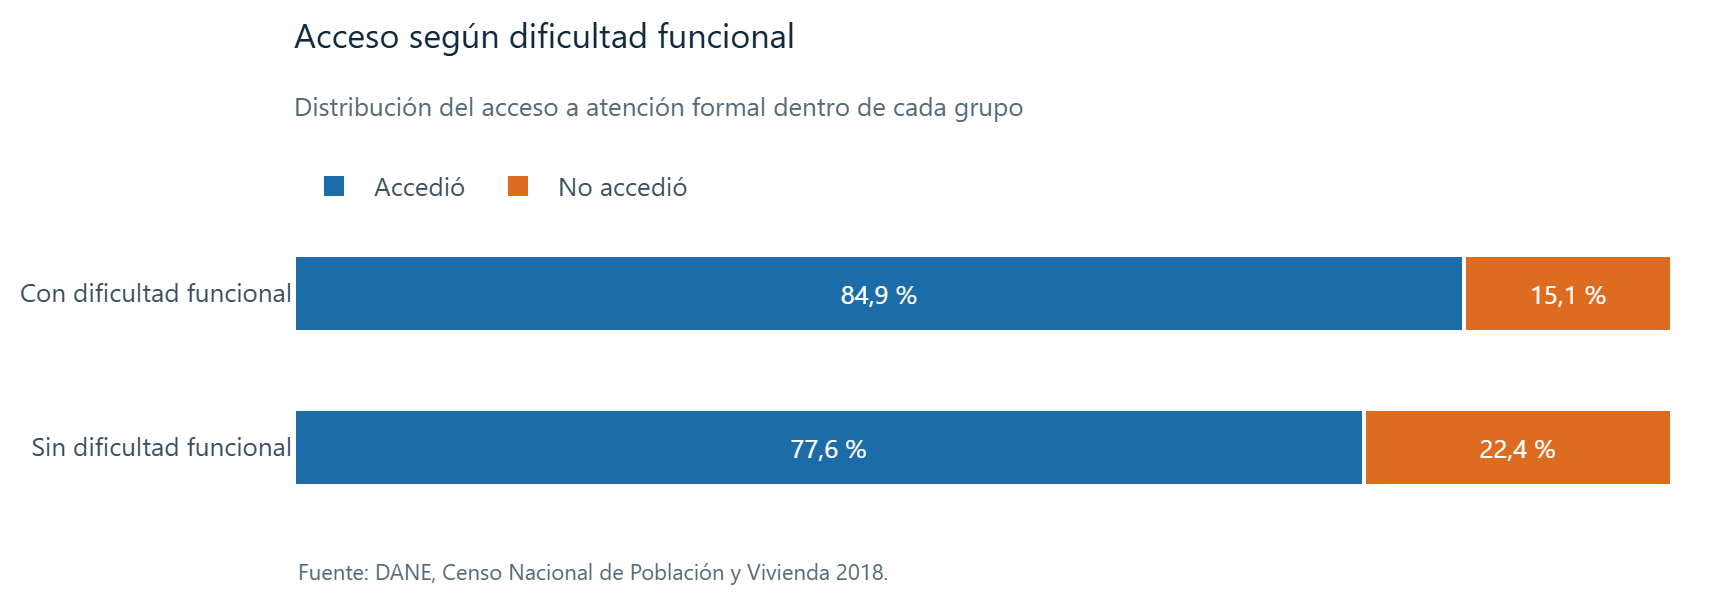 Acceso según dificultad funcional
Distribución del acceso a atención formal dentro de cada grupo
Accedió No accedió
Con dificultad funcional 84,9 % 15,1 %
Sin dificultad funcional 77,6 % 22,4 %
Fuente: DANE, Censo Nacional de Población y Vivienda 2018.